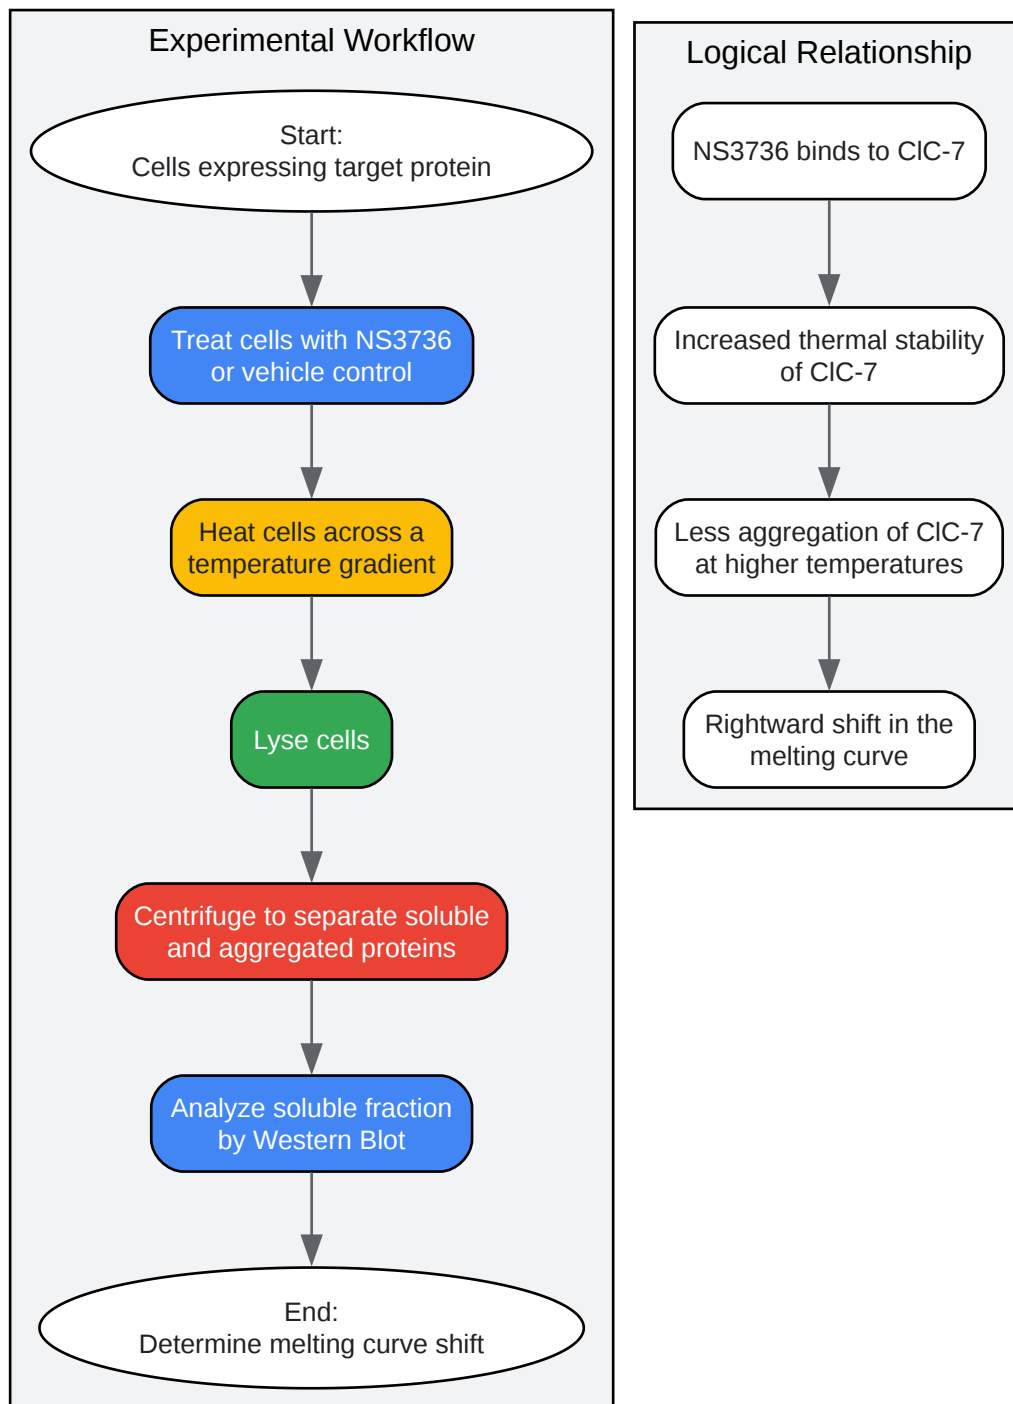 Experimental Workflow
Start:
Cells expressing target protein
Treat cells with NS3736
or vehicle control
Heat cells across a
temperature gradient
Lyse cells
Centrifuge to separate soluble
and aggregated proteins
Analyze soluble fraction
by Western Blot
End:
Determine melting curve shift
Logical Relationship
NS3736 binds to ClC-7
Increased thermal stability
of ClC-7
Less aggregation of ClC-7
at higher temperatures
Rightward shift in the
melting curve